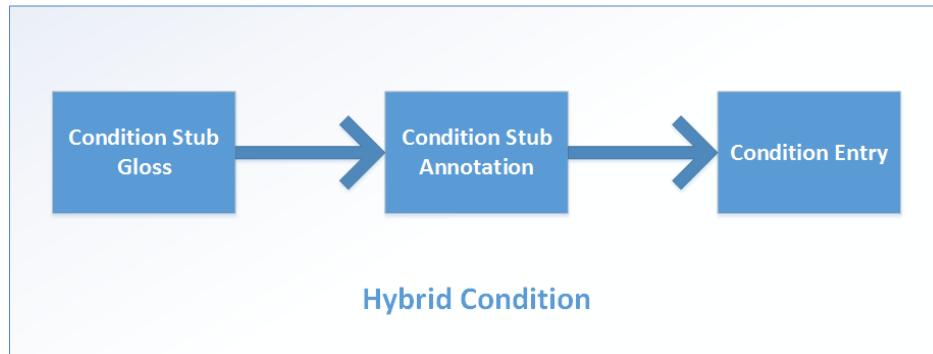 Condition Stub
Gloss
Condition Stub
Annotation
Condition Entry
Hybrid Condition